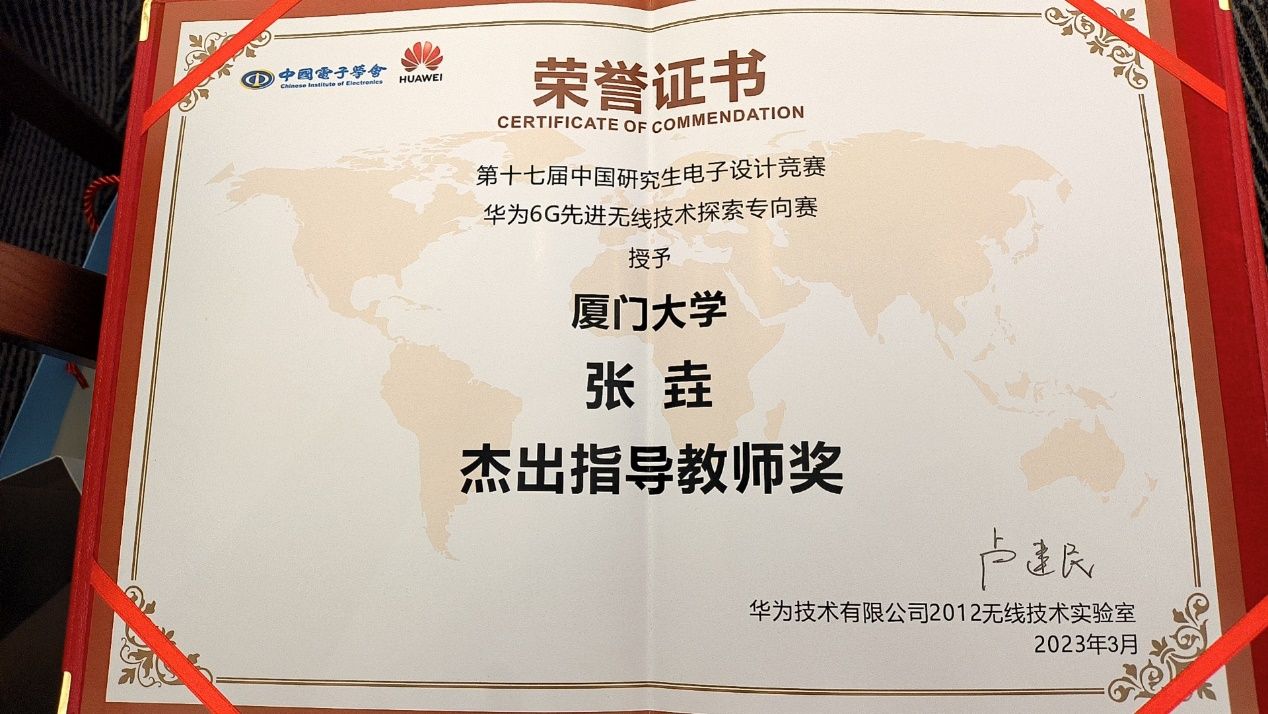 中國電子學會
Chinese Institute of Electronics
HUAWEI
荣誉证书
CERTIFICATE OF COMMENDATION
第十七届中国研究生电子设计竞赛
华为6G先进无线技术探索专向赛
授予
厦门大学
张 垚
杰出指导教师奖
卢建民
华为技术有限公司2012无线技术实验室
2023年3月